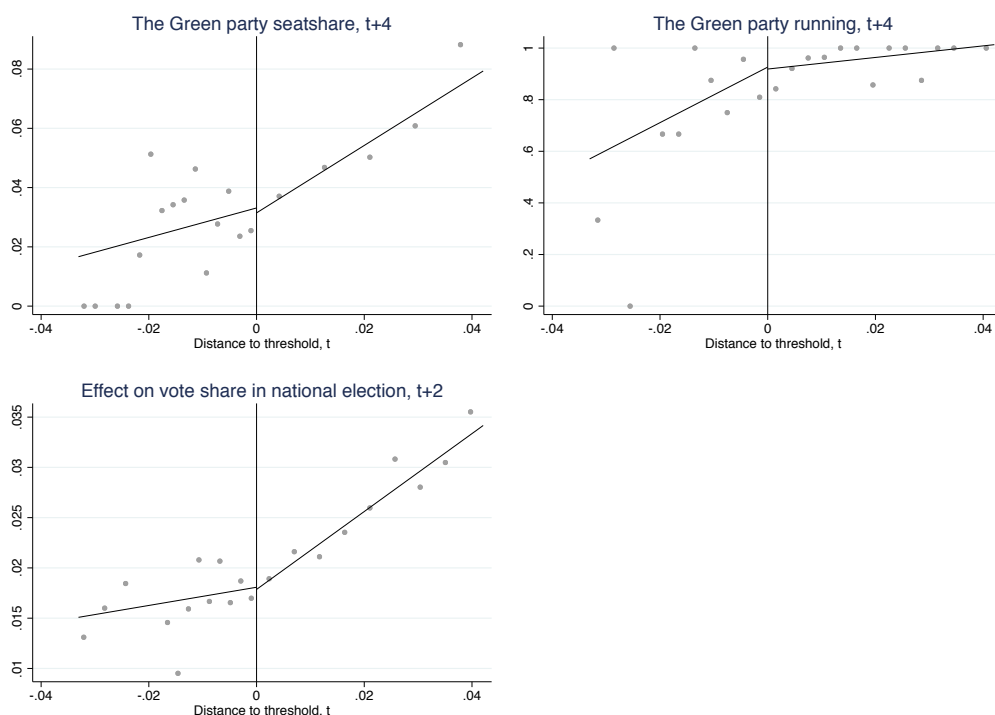 The Green party seatshare, t+4
.08
.06
.04
.02
0
-.04 -.02 0 .02 .04
Distance to threshold, t
The Green party running, t+4
1
.8
.6
.4
.2
0
-.04 -.02 0 .02 .04
Distance to threshold, t
Effect on vote share in national election, t+2
.035
.03
.025
.02
.015
.01
-.04 -.02 0 .02 .04
Distance to threshold, t